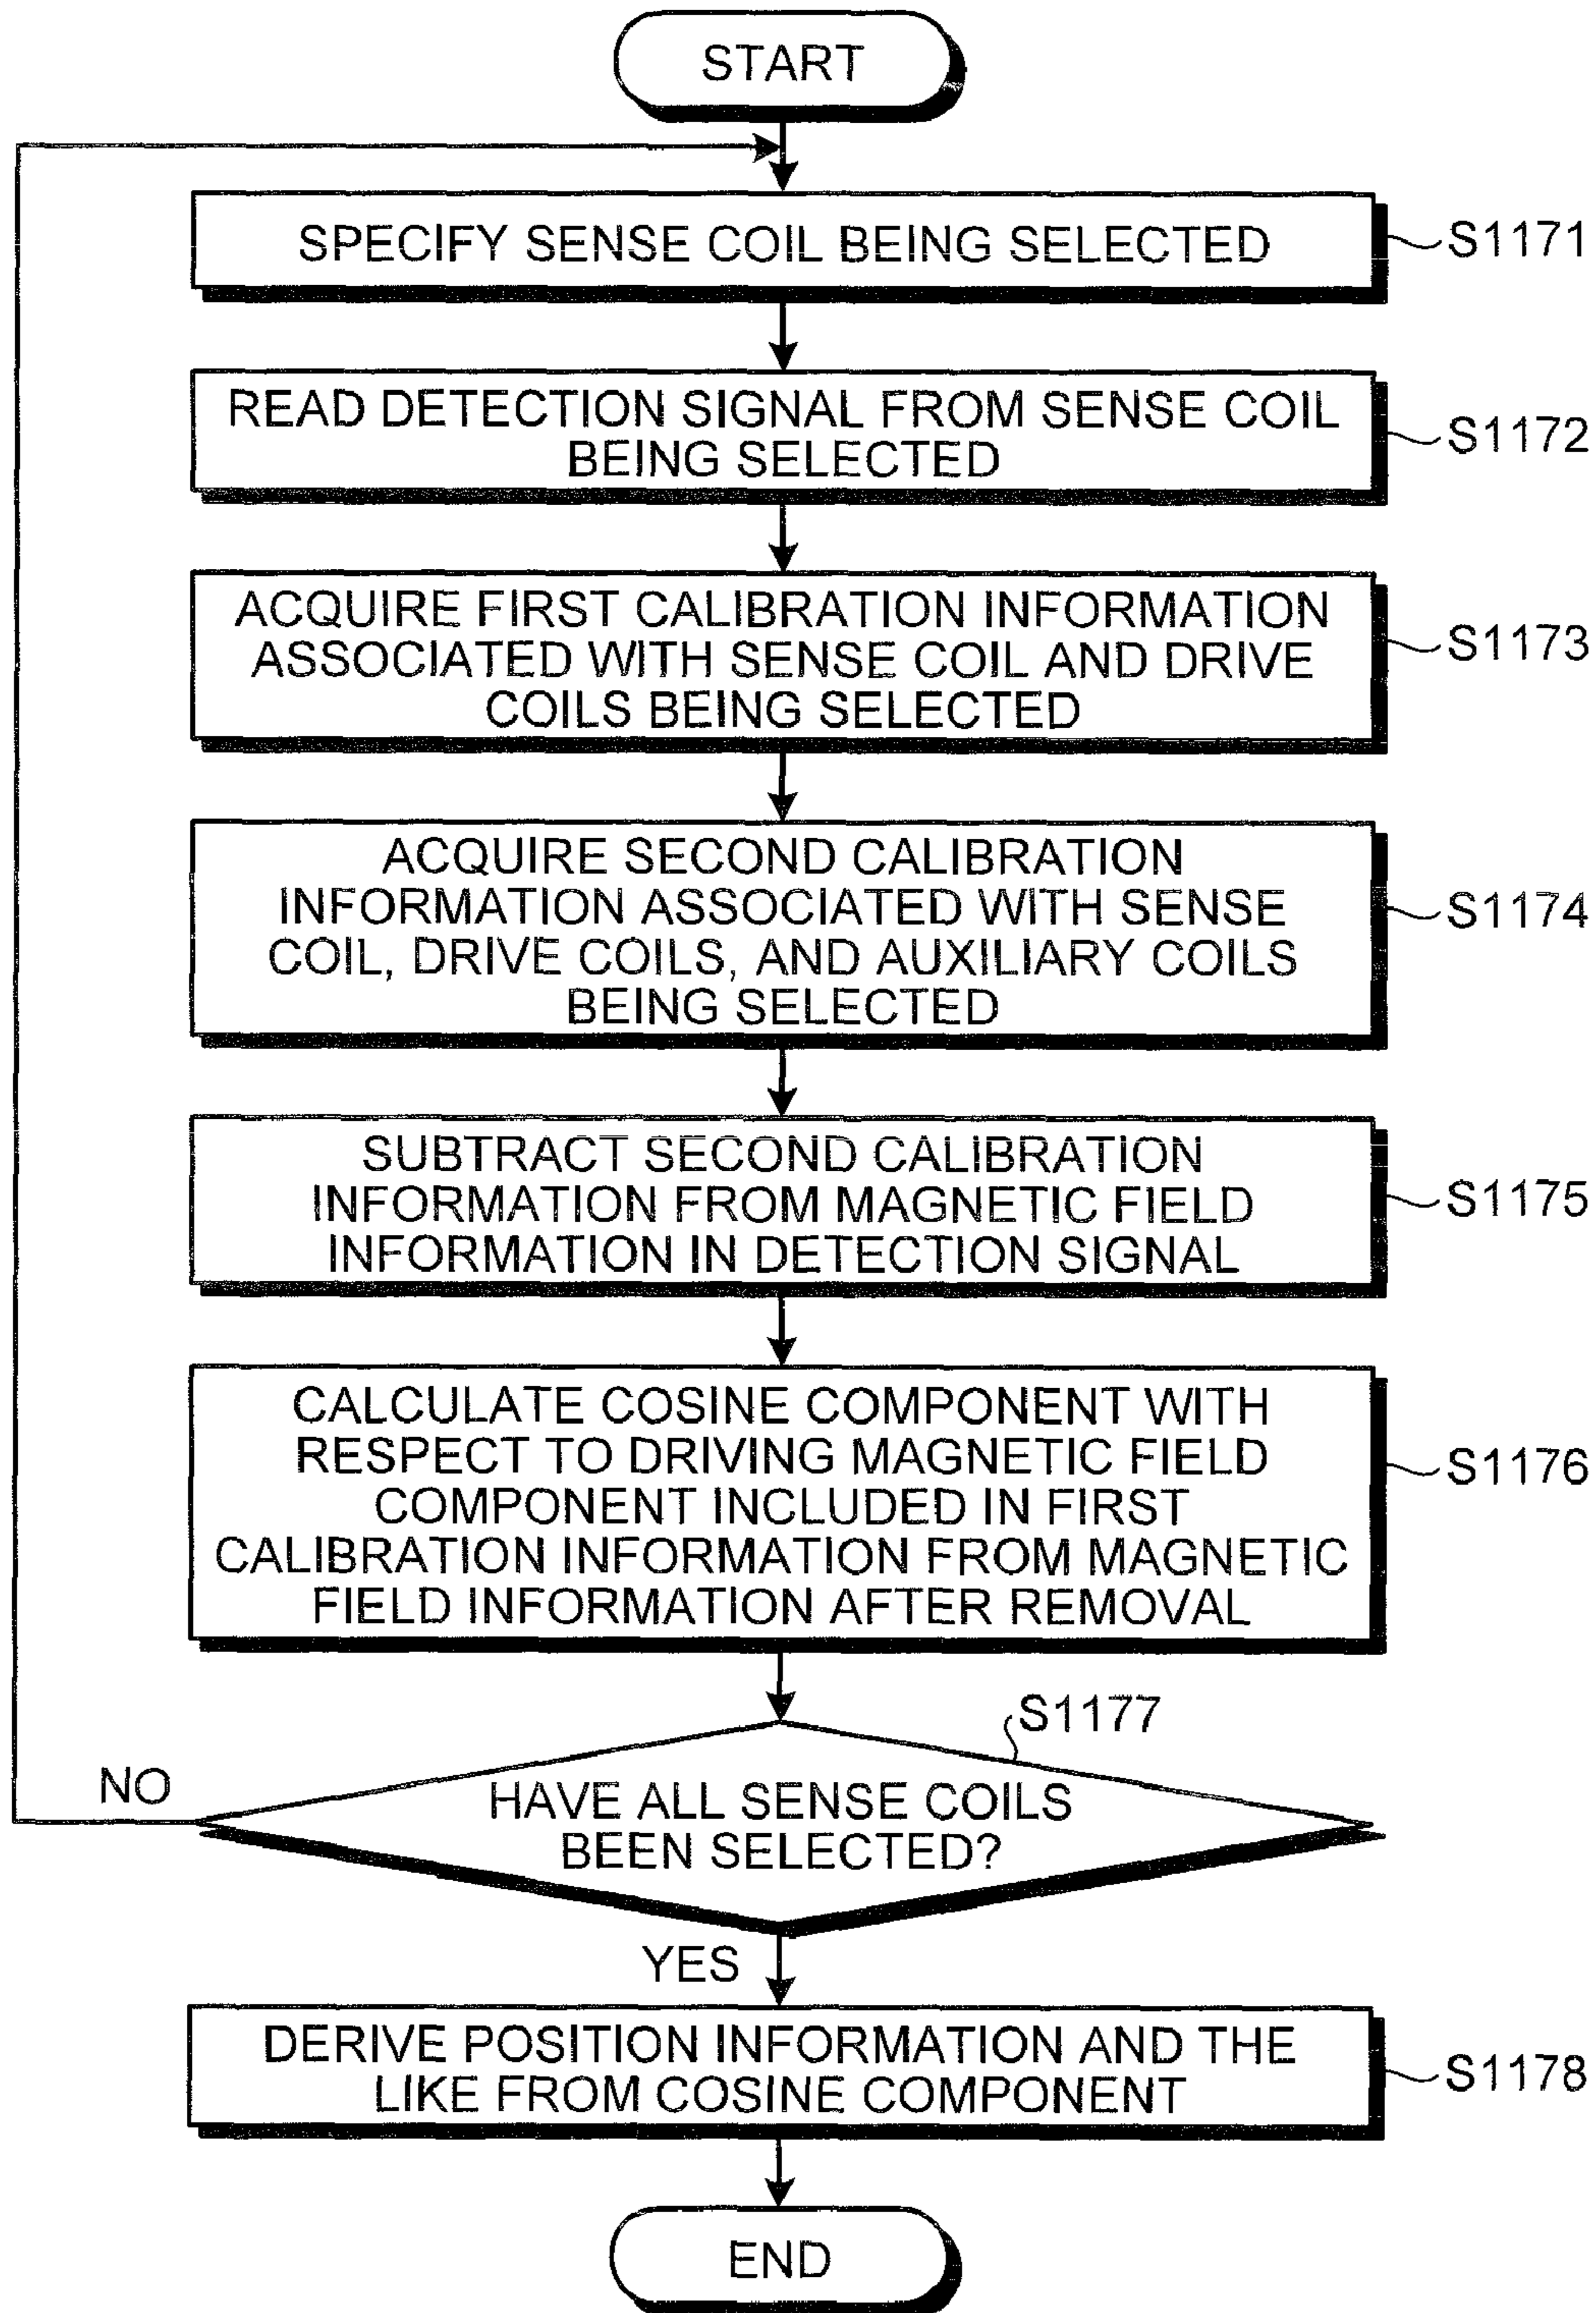 START
SPECIFY SENSE COIL BEING SELECTED
S1171
READ DETECTION SIGNAL FROM SENSE COIL
BEING SELECTED
S1172
ACQUIRE FIRST CALIBRATION INFORMATION
ASSOCIATED WITH SENSE COIL AND DRIVE
COILS BEING SELECTED
S1173
ACQUIRE SECOND CALIBRATION
INFORMATION ASSOCIATED WITH SENSE
COIL, DRIVE COILS, AND AUXILIARY COILS
BEING SELECTED
S1174
SUBTRACT SECOND CALIBRATION
INFORMATION FROM MAGNETIC FIELD
INFORMATION IN DETECTION SIGNAL
S1175
CALCULATE COSINE COMPONENT WITH
RESPECT TO DRIVING MAGNETIC FIELD
COMPONENT INCLUDED IN FIRST
CALIBRATION INFORMATION FROM MAGNETIC
FIELD INFORMATION AFTER REMOVAL
S1176
S1177
NO
HAVE ALL SENSE COILS
BEEN SELECTED?
YES
DERIVE POSITION INFORMATION AND THE
LIKE FROM COSINE COMPONENT
S1178
END